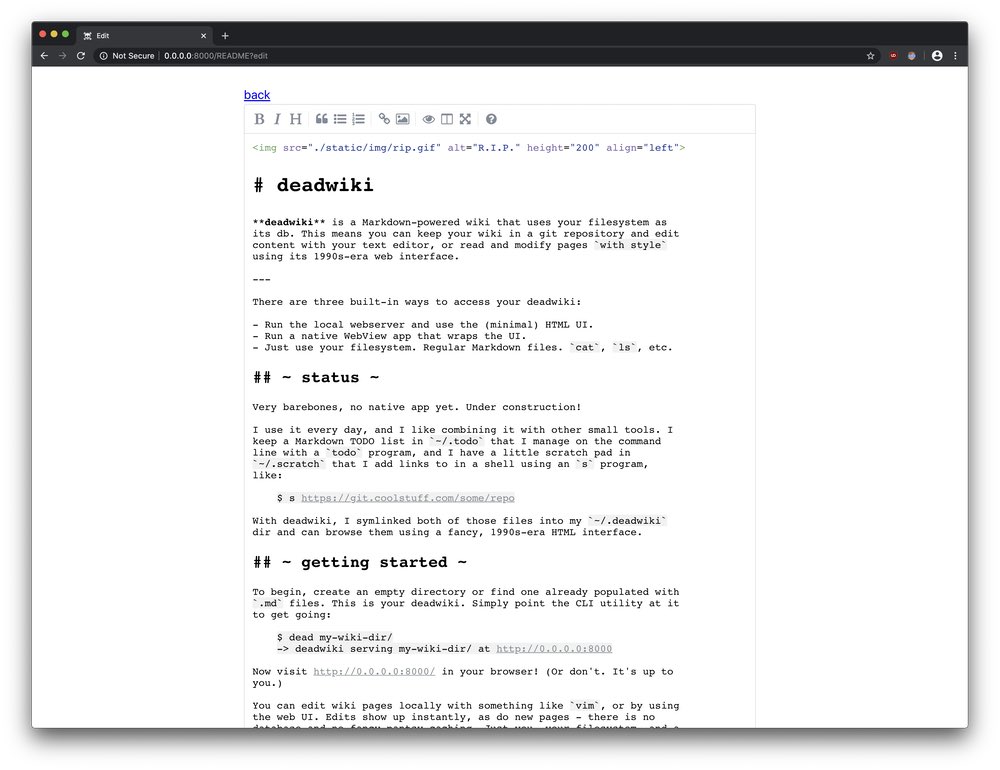 Edit
Not Secure | 0.0.0.0:8000/README?edit
back
B I H
<img src="./static/img/rip.gif" alt="R.I.P." height="200" align="left">
# deadwiki
**deadwiki** is a Markdown-powered wiki that uses your filesystem as
its db. This means you can keep your wiki in a git repository and edit
content with your text editor, or read and modify pages `with style`
using its 1990s-era web interface.
---
There are three built-in ways to access your deadwiki:
- Run the local webserver and use the (minimal) HTML UI.
- Run a native WebView app that wraps the UI.
- Just use your filesystem. Regular Markdown files. `cat`, `ls`, etc.
## ~ status ~
Very barebones, no native app yet. Under construction!
I use it every day, and I like combining it with other small tools. I
keep a Markdown TODO list in `~/.todo` that I manage on the command
line with a `todo` program, and I have a little scratch pad in
`~/.scratch` that I add links to in a shell using an `s` program,
like:
$ s https://git.coolstuff.com/some/repo
With deadwiki, I symlinked both of those files into my `~/.deadwiki`
dir and can browse them using a fancy, 1990s-era HTML interface.
## ~ getting started ~
To begin, create an empty directory or find one already populated with
`.md` files. This is your deadwiki. Simply point the CLI utility at it
to get going:
$ dead my-wiki-dir/
-> deadwiki serving my-wiki-dir/ at http://0.0.0.0:8000
Now visit http://0.0.0.0:8000/ in your browser! (Or don't. It's up to
you.)
You can edit wiki pages locally with something like `vim`, or by using
the web UI. Edits show up instantly, as do new pages - there is no